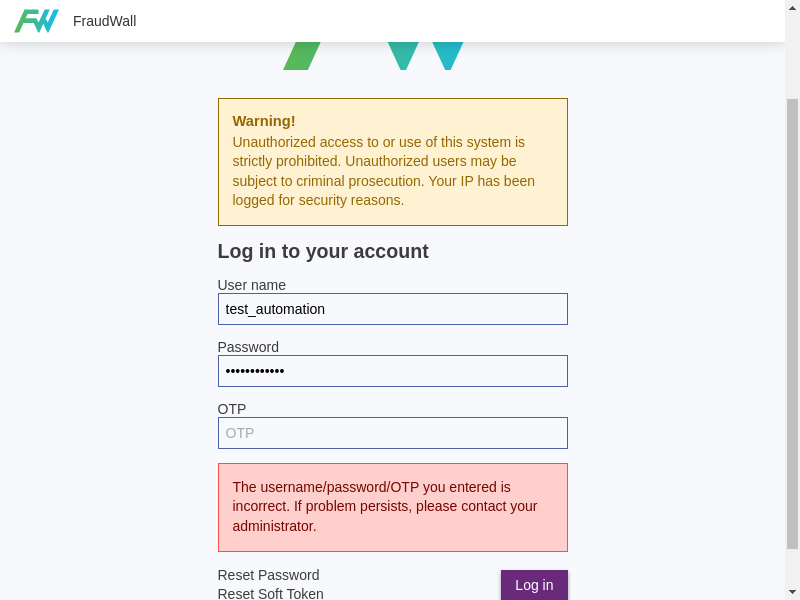 FW FraudWall
Warning!
Unauthorized access to or use of this system is
strictly prohibited. Unauthorized users may be
subject to criminal prosecution. Your IP has been
logged for security reasons.
Log in to your account
User name
test_automation
Password
••••••••••••
OTP
OTP
The username/password/OTP you entered is
incorrect. If problem persists, please contact your
administrator.
Reset Password
Log in
Reset Soft Token